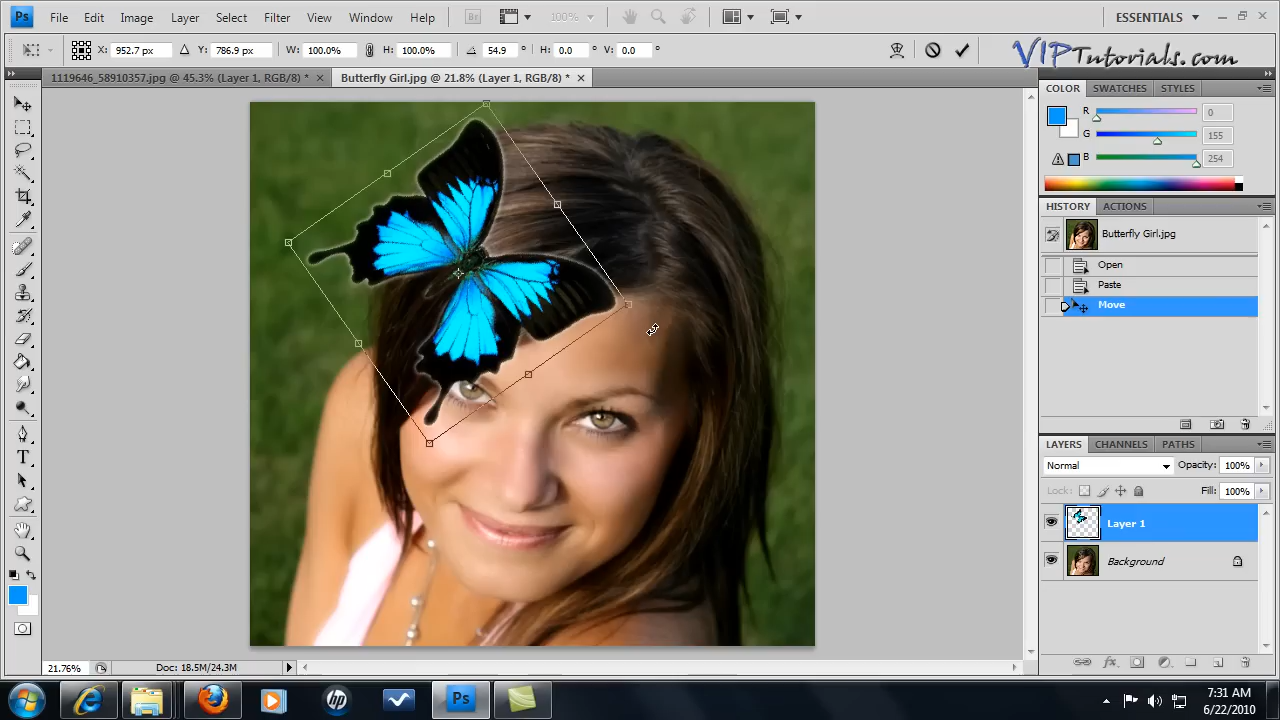 Ps File Edit Image Layer Select Filter View Window Help Br 100% ESSENTIALS
X: 952.7 px Y: 786.9 px W: 100.0% H: 100.0% 54.9 ° H: 0.0 ° V: 0.0 °
VIPTutorials.com
1119646_58910357.jpg @ 45.3% (Layer 1, RGB/8) * × Butterfly Girl.jpg @ 21.8% (Layer 1, RGB/8) * ×
COLOR SWATCHES STYLES
R 0
G 155
B 254
HISTORY ACTIONS
Butterfly Girl.jpg
Open
Paste
Move
LAYERS CHANNELS PATHS
Normal Opacity: 100%
Lock: Fill: 100%
Layer 1
Background
T
21.76% Doc: 18.5M/24.3M
hp Ps
7:31 AM
6/22/2010